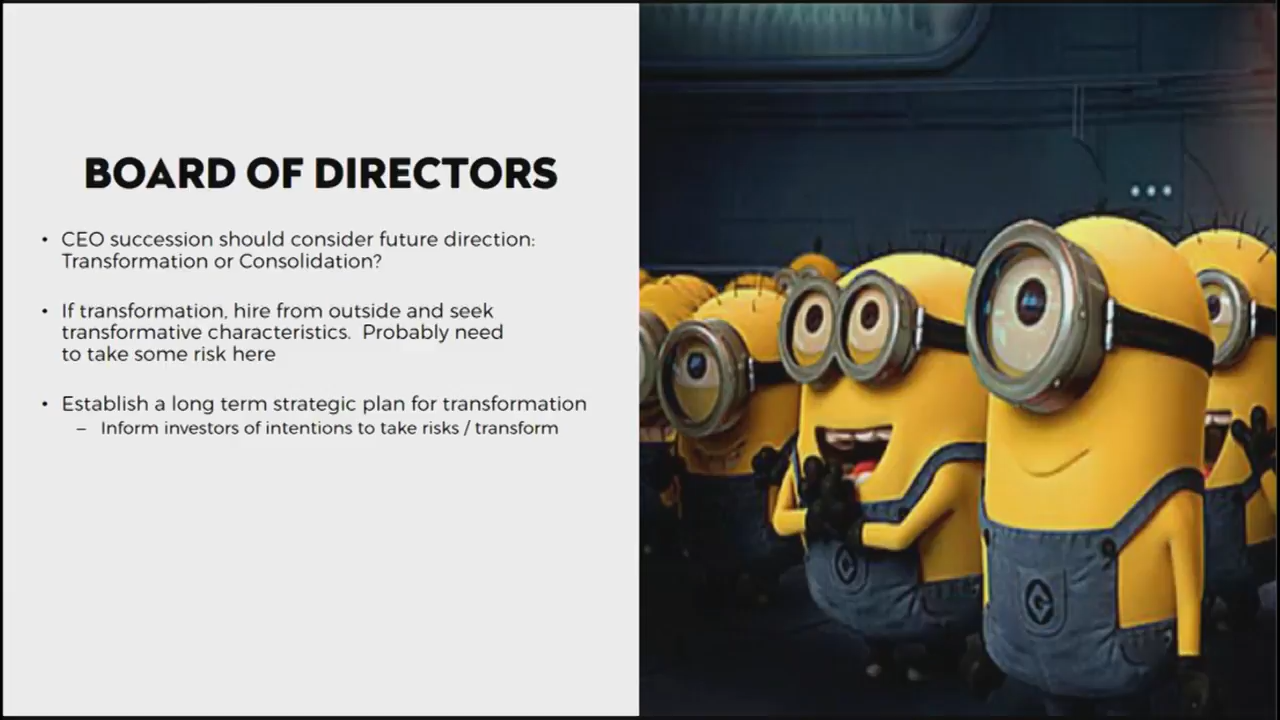 BOARD OF DIRECTORS
• CEO succession should consider future direction:
Transformation or Consolidation?
• If transformation, hire from outside and seek
transformative characteristics. Probably need
to take some risk here
• Establish a long term strategic plan for transformation
– Inform investors of intentions to take risks / transform